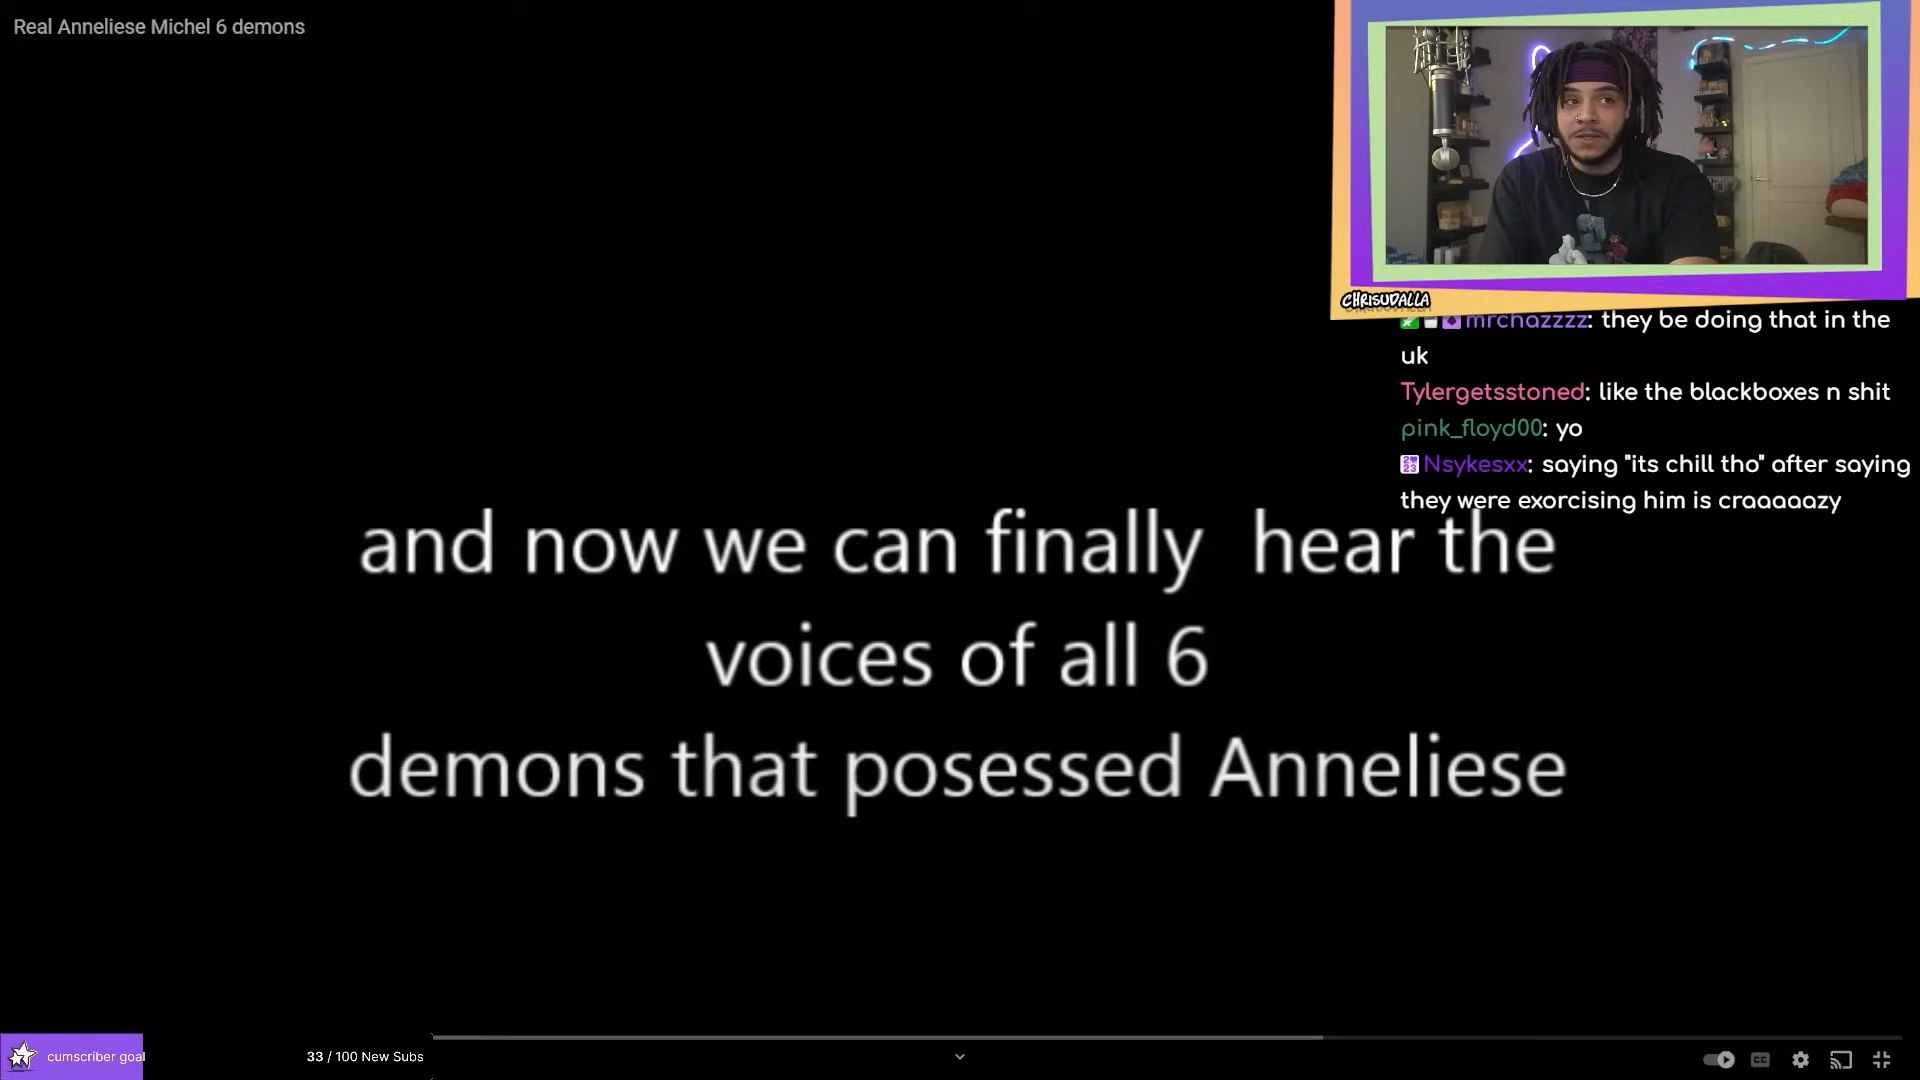 Real Anneliese Michel 6 demons
CHRISUDALLA
mrchazzzz: they be doing that in the
uk
Tylergetsstoned: like the blackboxes n shit
pink_floyd00: yo
Nsykesxx: saying "its chill tho" after saying
they were exorcising him is craaaaazy
and now we can finally  hear the
voices of all 6
demons that posessed Anneliese
cumscriber goal
33 / 100 New Subs
CC